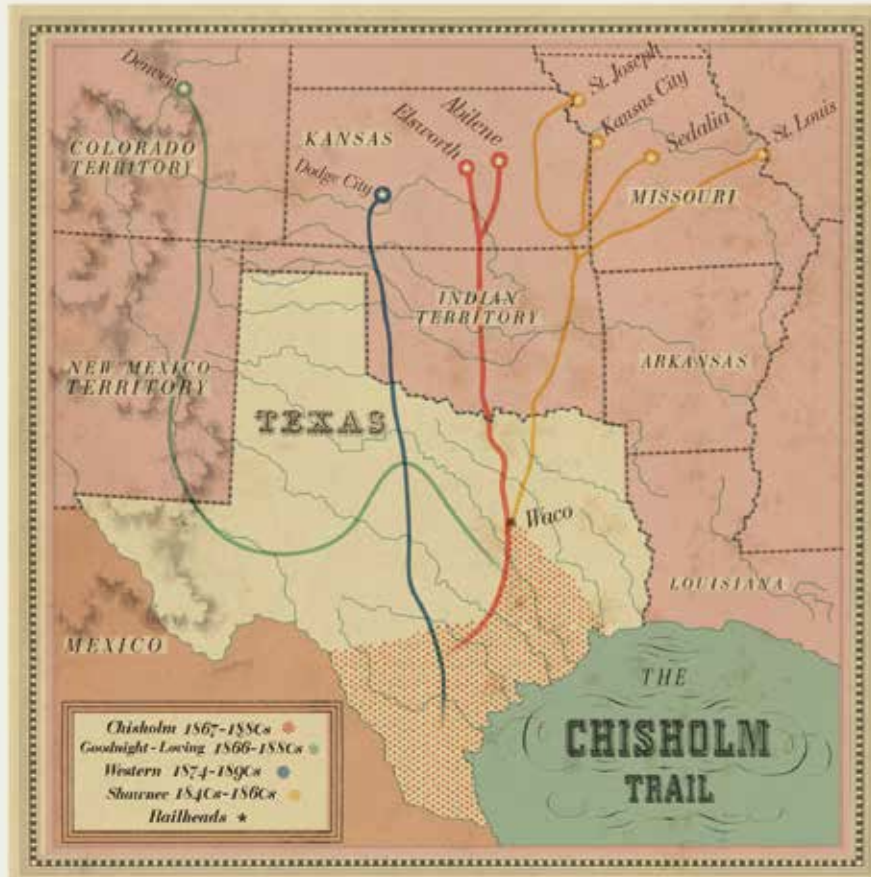 Denver
St. Joseph
Kansas City
Abilene
Elsworth
Sedalia
St. Louis
COLORADO
TERRITORY
KANSAS
Dodge City
MISSOURI
INDIAN
TERRITORY
NEW MEXICO
TERRITORY
ARKANSAS
TEXAS
Waco
LOUISIANA
MEXICO
THE
CHISHOLM
TRAIL
Chisholm 1867-1880s
Goodnight-Loving 1866-1880s
Western 1874-1890s
Shawnee 1840s-1860s
Railheads *